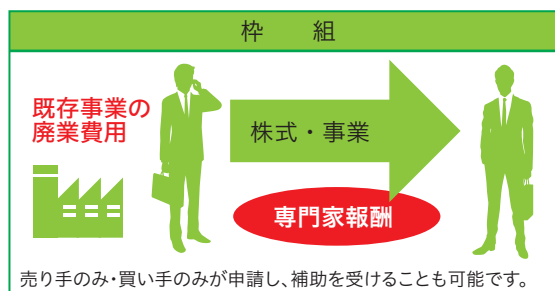 枠　組
既存事業の
廃業費用
株式・事業
専門家報酬
売り手のみ・買い手のみが申請し、補助を受けることも可能です。